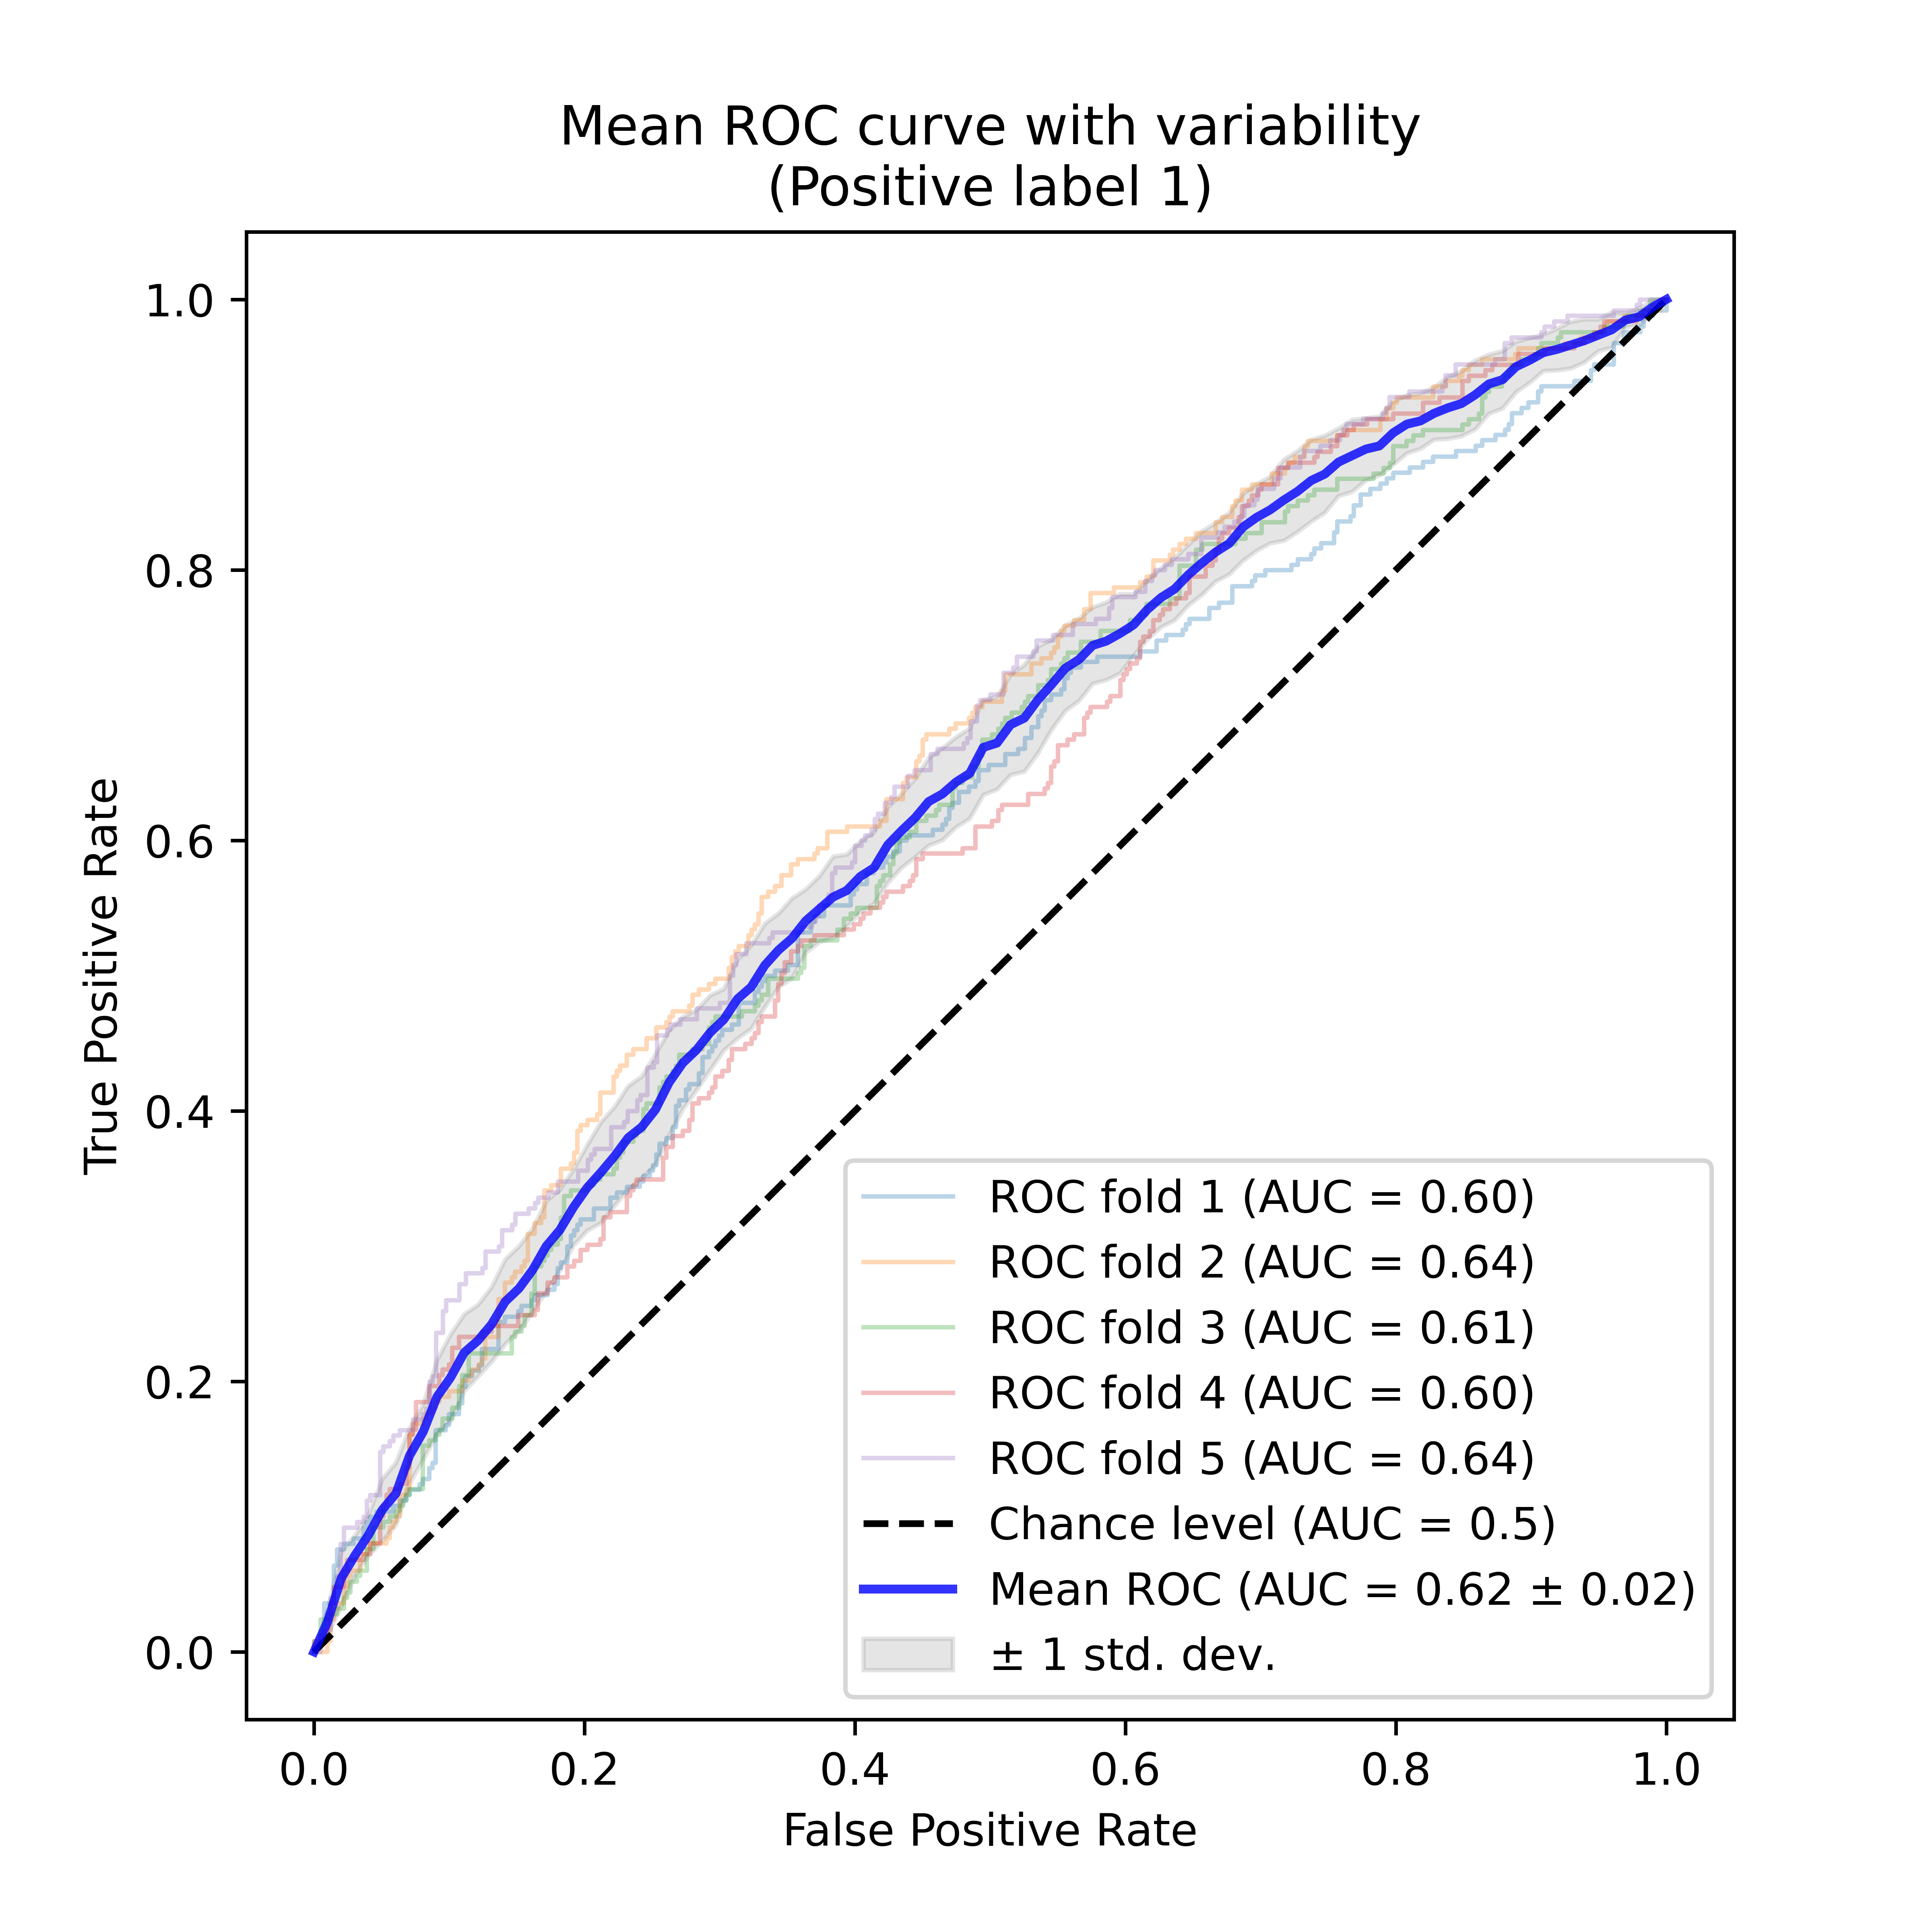 Mean ROC curve with variability
(Positive label 1)
True Positive Rate
1.0
0.8
0.6
0.4
0.2
0.0
ROC fold 1 (AUC = 0.60)
ROC fold 2 (AUC = 0.64)
ROC fold 3 (AUC = 0.61)
ROC fold 4 (AUC = 0.60)
ROC fold 5 (AUC = 0.64)
Chance level (AUC = 0.5)
Mean ROC (AUC = 0.62 ± 0.02)
± 1 std. dev.
0.0 0.2 0.4 0.6 0.8 1.0
False Positive Rate